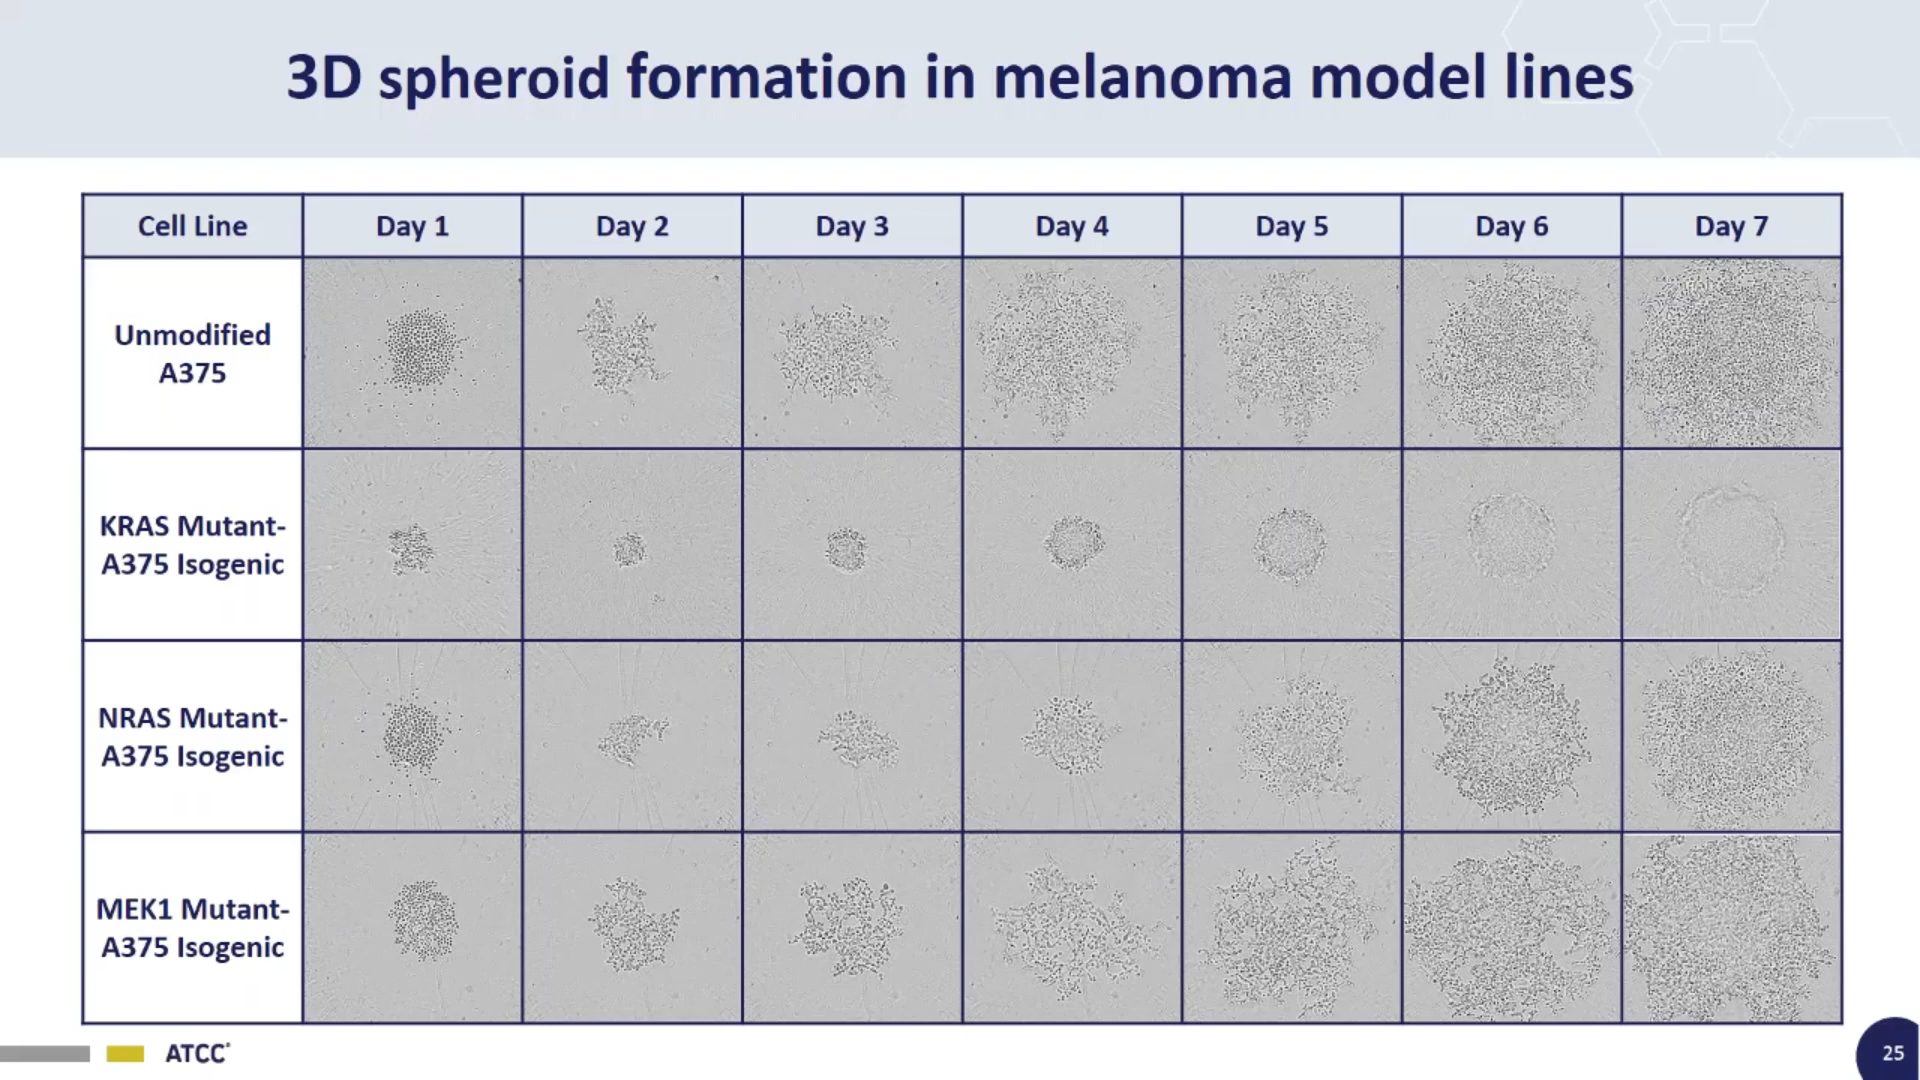 3D spheroid formation in melanoma model lines
Cell Line
Day 1
Day 2
Day 3
Day 4
Day 5
Day 6
Day 7
Unmodified
A375
KRAS Mutant-
A375 Isogenic
NRAS Mutant-
A375 Isogenic
MEK1 Mutant-
A375 Isogenic
ATCC®
25